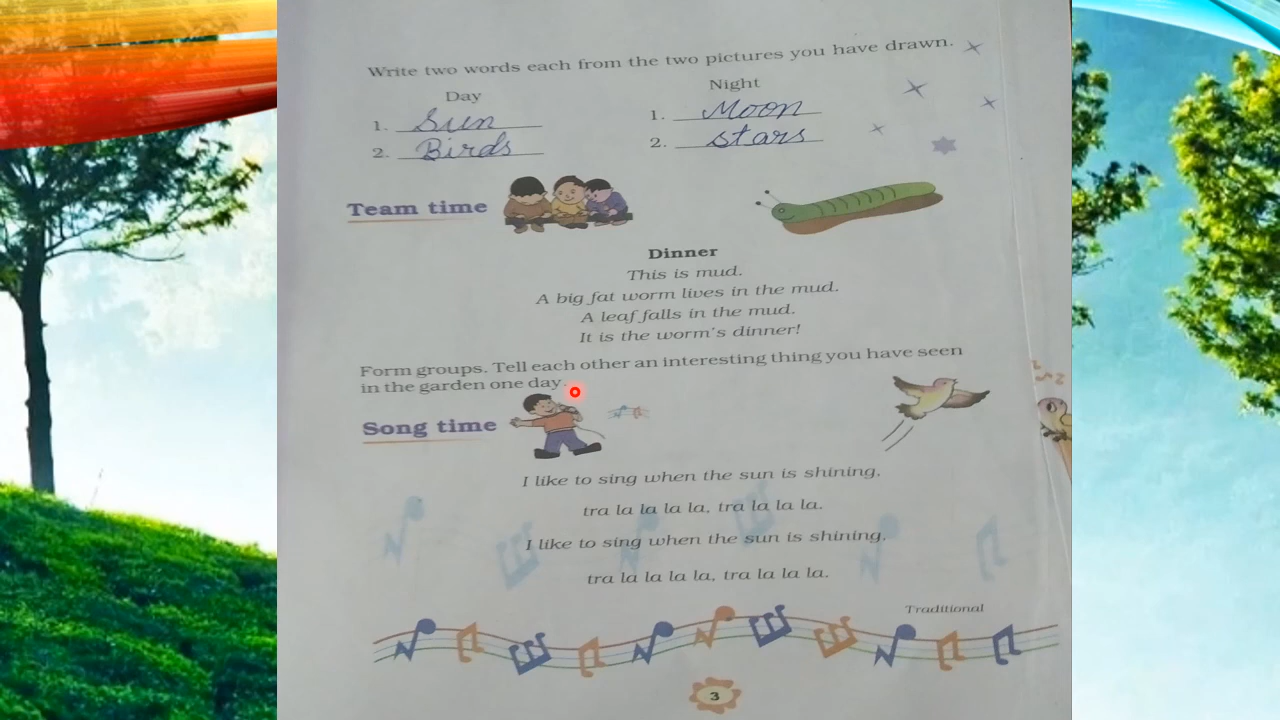 Write two words each from the two pictures you have drawn.
Day Night
1. Sun 1. Moon
2. Birds 2. stars
Team time
Dinner
This is mud.
A big fat worm lives in the mud.
A leaf falls in the mud.
It is the worm's dinner!
Form groups. Tell each other an interesting thing you have seen
in the garden one day.
Song time
I like to sing when the sun is shining,
tra la la la la, tra la la la.
I like to sing when the sun is shining,
tra la la la la, tra la la la.
Traditional
3